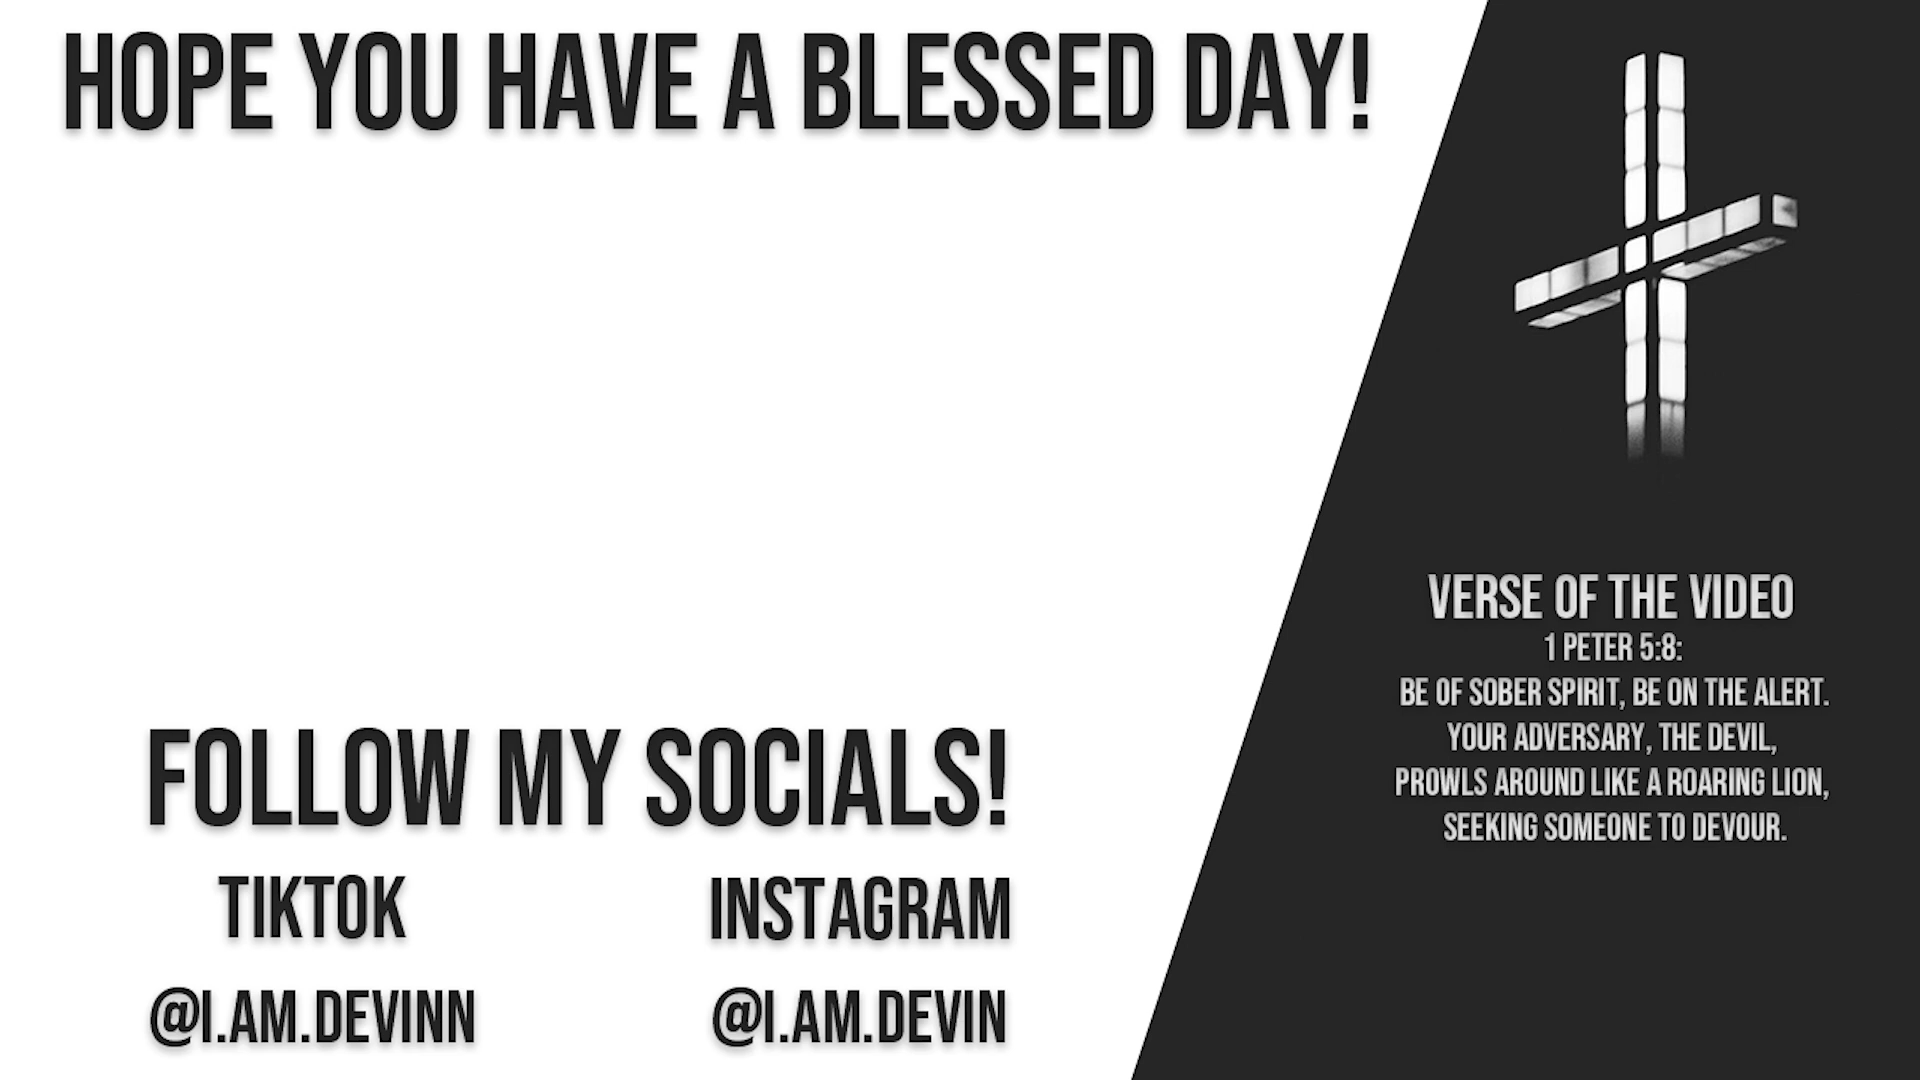 HOPE YOU HAVE A BLESSED DAY!
FOLLOW MY SOCIALS!
TIKTOK
@I.AM.DEVINN
INSTAGRAM
@I.AM.DEVIN
VERSE OF THE VIDEO
1 PETER 5:8:
BE OF SOBER SPIRIT, BE ON THE ALERT.
YOUR ADVERSARY, THE DEVIL,
PROWLS AROUND LIKE A ROARING LION,
SEEKING SOMEONE TO DEVOUR.